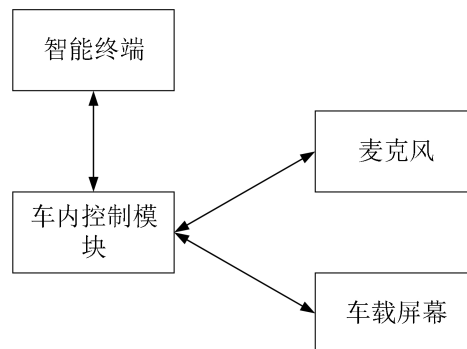 智能终端
麦克风
车内控制模
块
车载屏幕